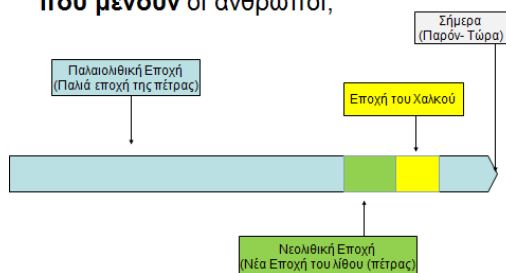 που μένουν οι άνθρωποι;
Σήμερα
(Παρόν- Τώρα)
Παλαιολιθική Εποχή
(Παλιά εποχή της πέτρας)
Εποχή του Χαλκού
Νεολιθική Εποχή
(Νέα Εποχή του λίθου (πέτρας)